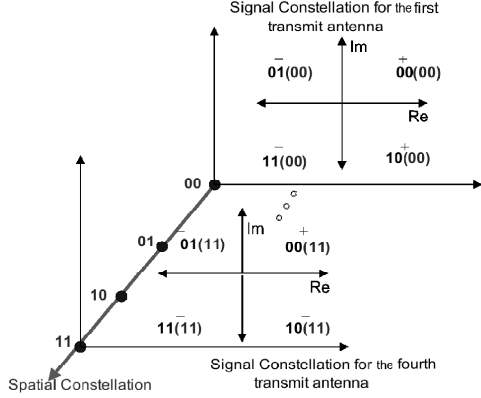 Signal Constellation for the first
transmit antenna
Im
01(00) 00(00)
Re
11(00) 10(00)
00
Im
01 01(11) 00(11)
Re
10
11(11) 10(11)
11
Signal Constellation for the fourth
transmit antenna
Spatial Constellation